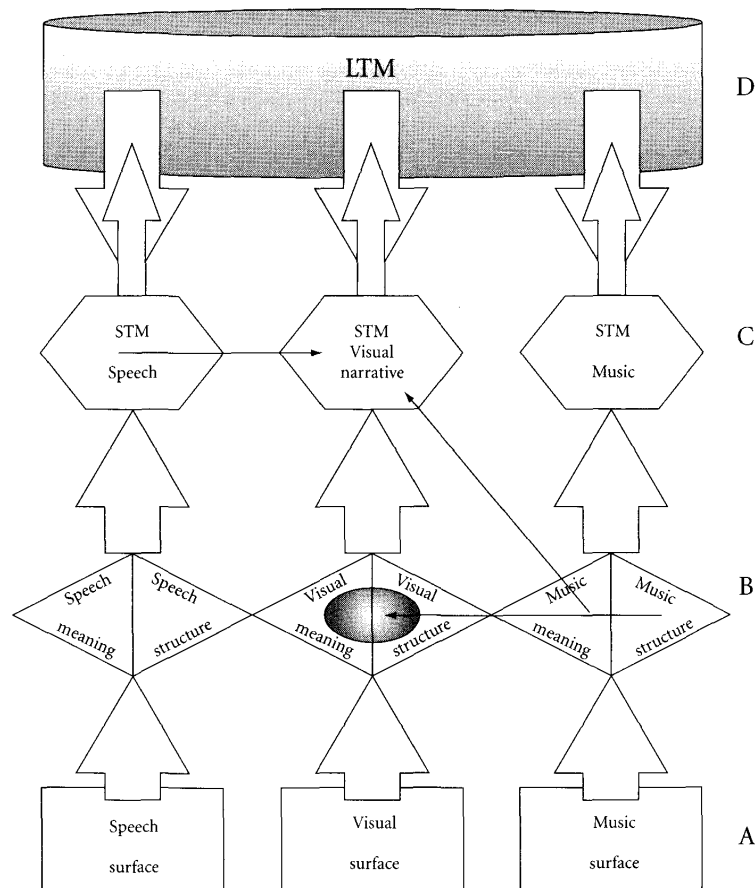 LTM
D
STM
Speech
STM
Visual
narrative
STM
Music
C
Speech
meaning
Speech
structure
Visual
meaning
Visual
structure
Music
meaning
Music
structure
B
Speech
surface
Visual
surface
Music
surface
A